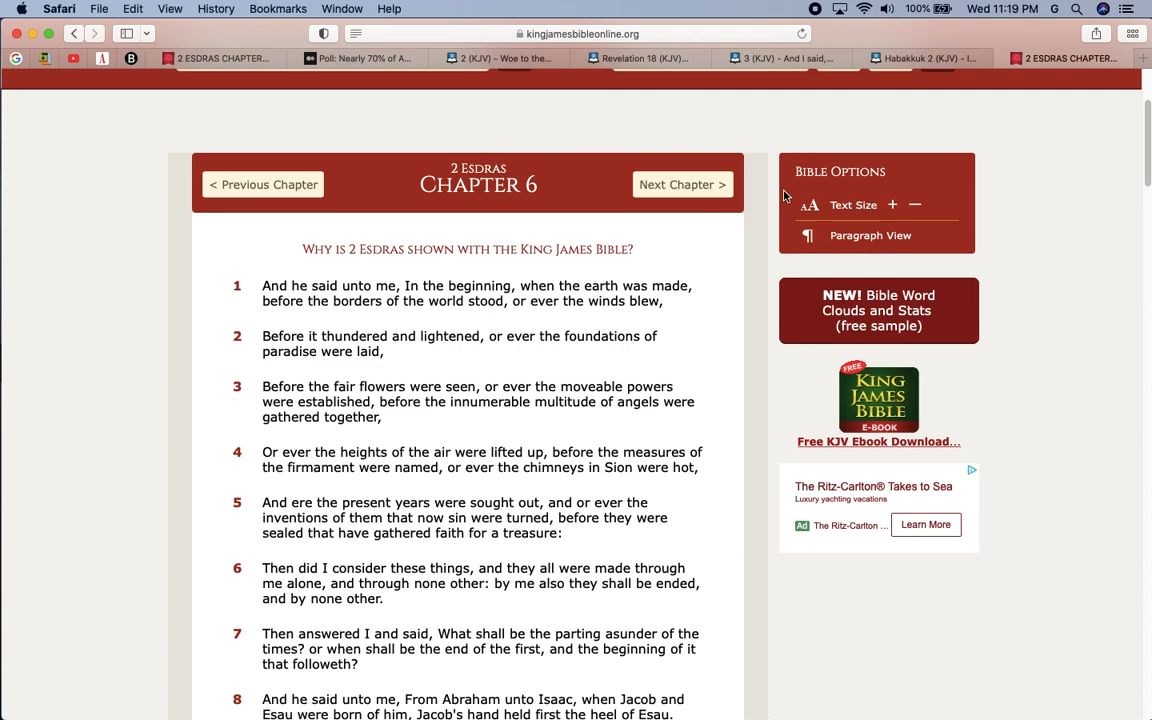 Safari File Edit View History Bookmarks Window Help 100% Wed 11:19 PM G
kingjamesbibleonline.org
G A B 2 ESDRAS CHAPTER... Poll: Nearly 70% of A... 2 (KJV) - Woe to the... Revelation 18 (KJV)... 3 (KJV) - And I said,... Habakkuk 2 (KJV) - I... 2 ESDRAS CHAPTER...
2 ESDRAS
CHAPTER 6
< Previous Chapter
Next Chapter >
WHY IS 2 ESDRAS SHOWN WITH THE KING JAMES BIBLE?
1 And he said unto me, In the beginning, when the earth was made,
before the borders of the world stood, or ever the winds blew,
2 Before it thundered and lightened, or ever the foundations of
paradise were laid,
3 Before the fair flowers were seen, or ever the moveable powers
were established, before the innumerable multitude of angels were
gathered together,
4 Or ever the heights of the air were lifted up, before the measures of
the firmament were named, or ever the chimneys in Sion were hot,
5 And ere the present years were sought out, and or ever the
inventions of them that now sin were turned, before they were
sealed that have gathered faith for a treasure:
6 Then did I consider these things, and they all were made through
me alone, and through none other: by me also they shall be ended,
and by none other.
7 Then answered I and said, What shall be the parting asunder of the
times? or when shall be the end of the first, and the beginning of it
that followeth?
8 And he said unto me, From Abraham unto Isaac, when Jacob and
Esau were born of him, Jacob's hand held first the heel of Esau.
BIBLE OPTIONS
AA Text Size + —
¶ Paragraph View
NEW! Bible Word
Clouds and Stats
(free sample)
FREE
KING
JAMES
BIBLE
E-BOOK
Free KJV Ebook Download...
The Ritz-Carlton® Takes to Sea
Luxury yachting vacations
Ad The Ritz-Carlton ... Learn More